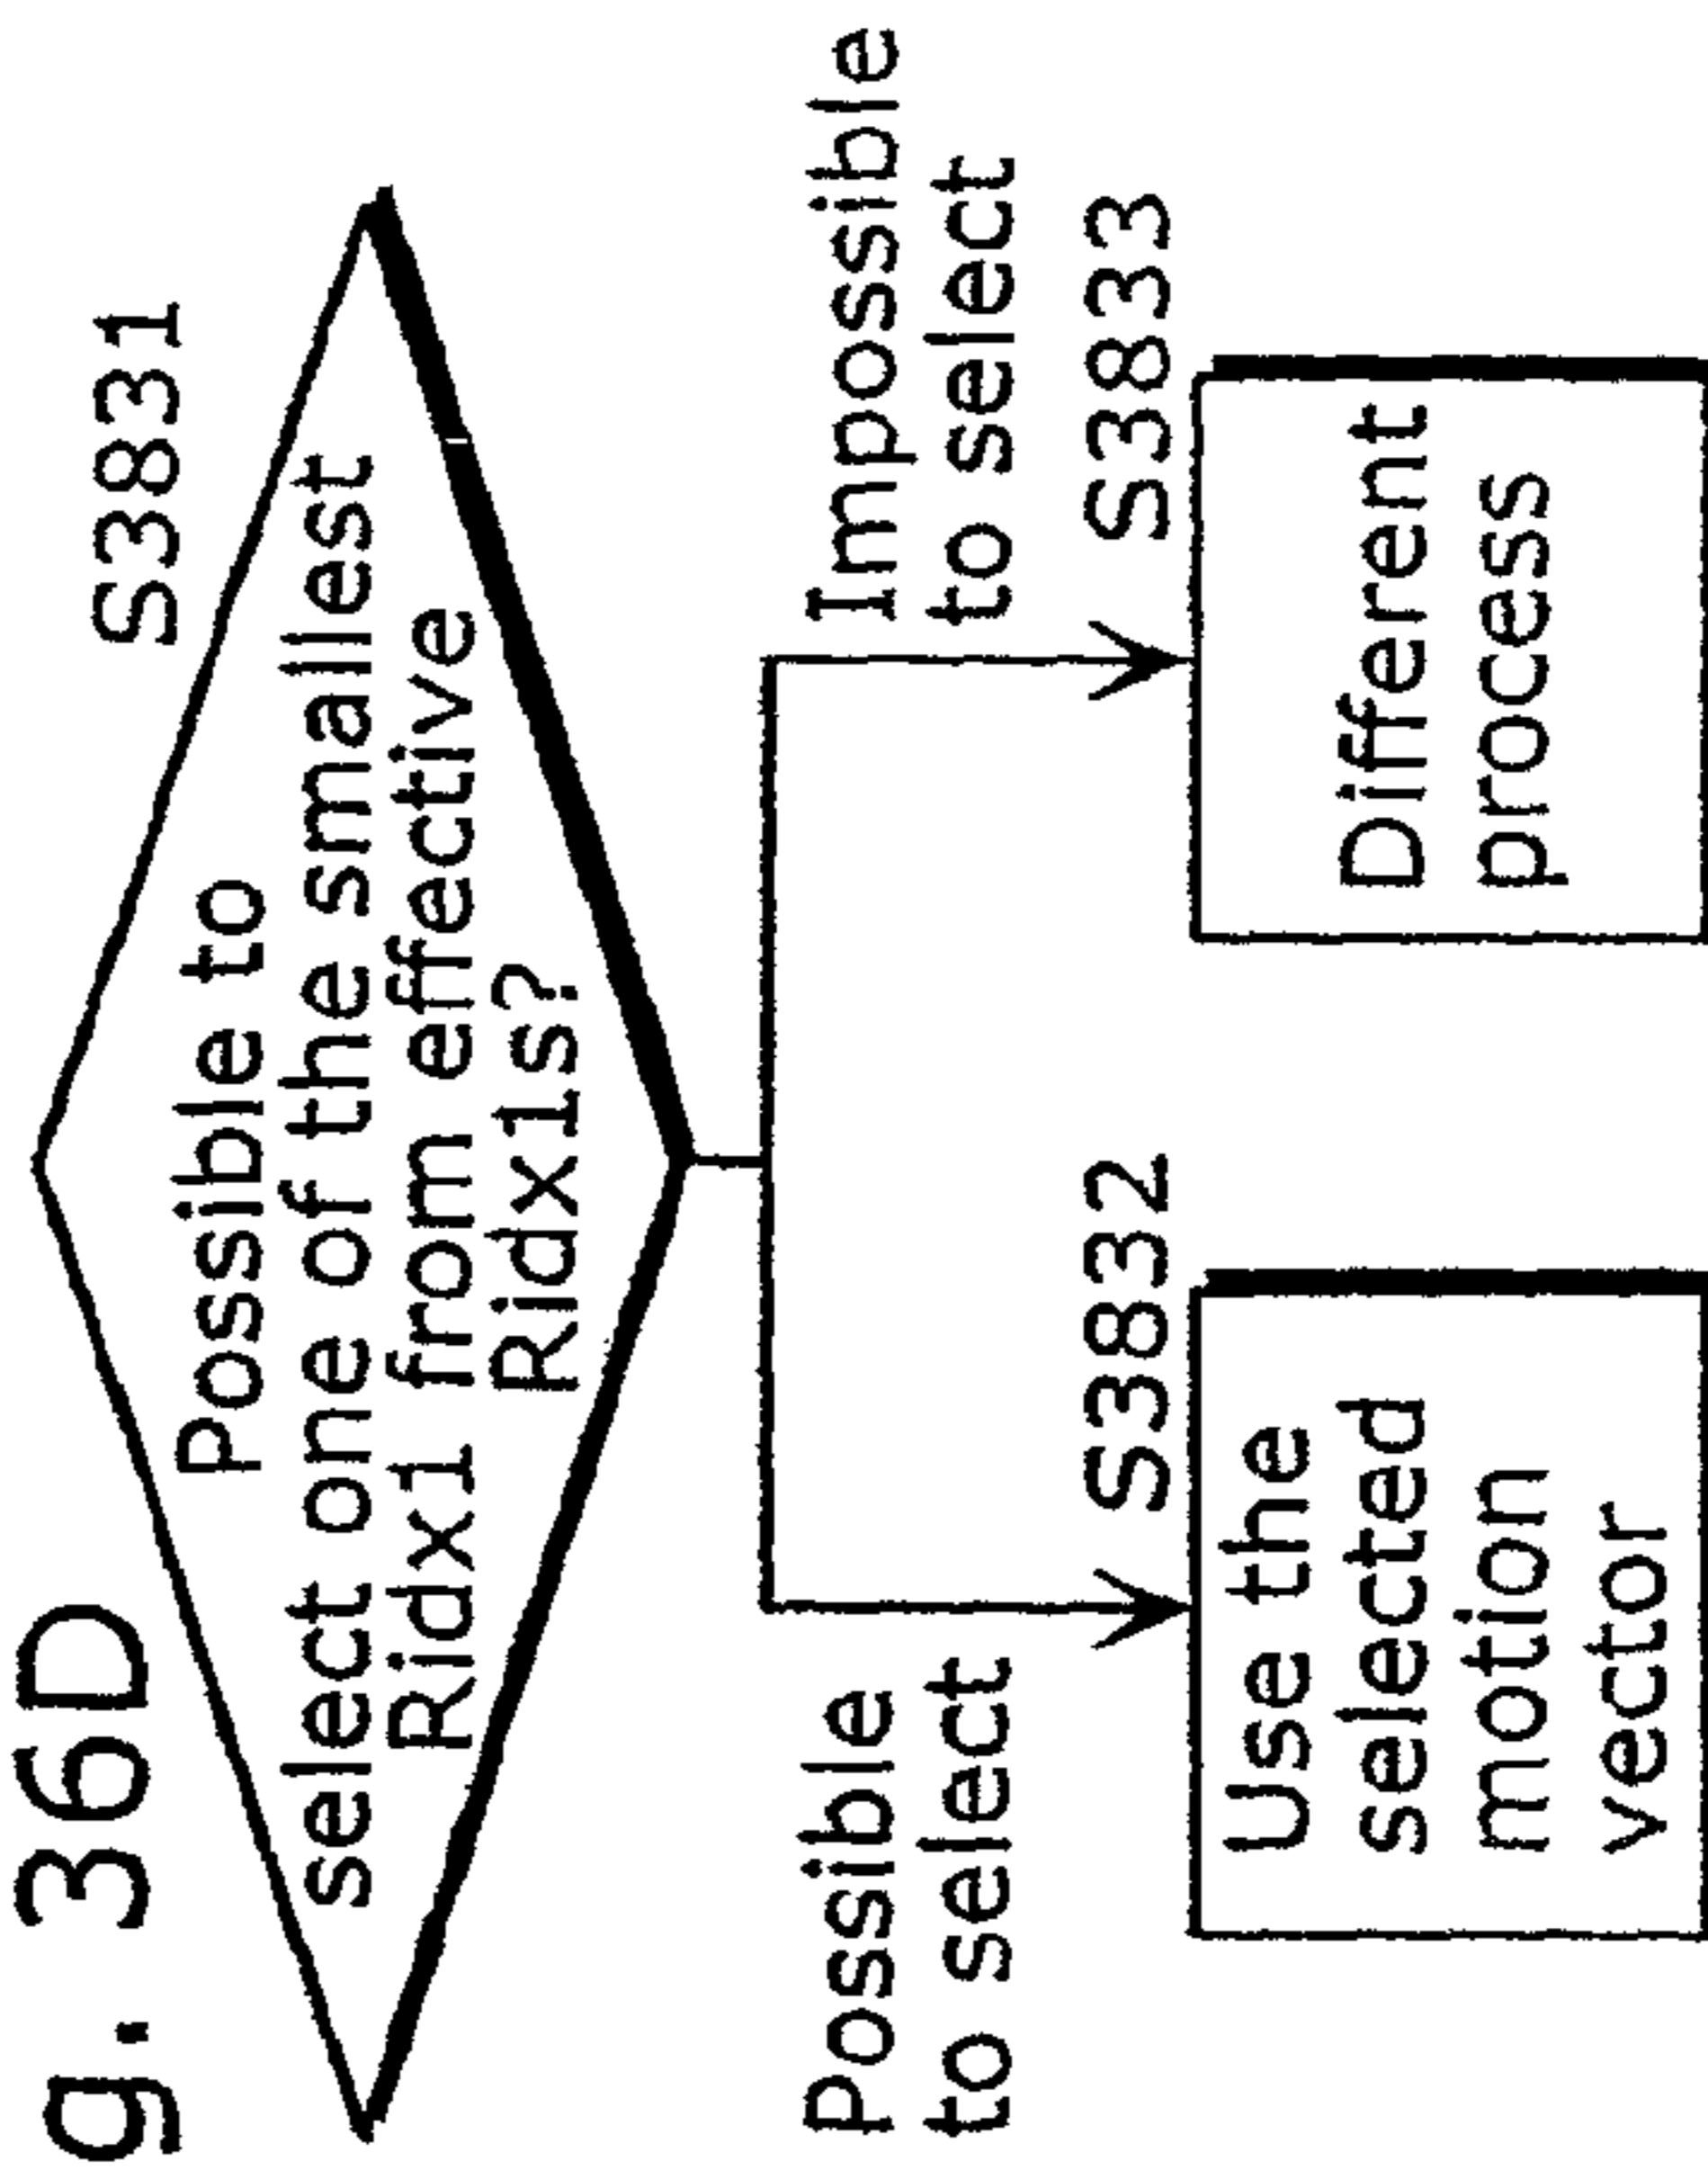 g. 36D
S3831
Possible to
select one of the smallest
Ridx1 from effective
Ridx1s?
Possible
to select
Impossible
to select
S3832
Use the
selected
motion
vector
S3833
Different
process